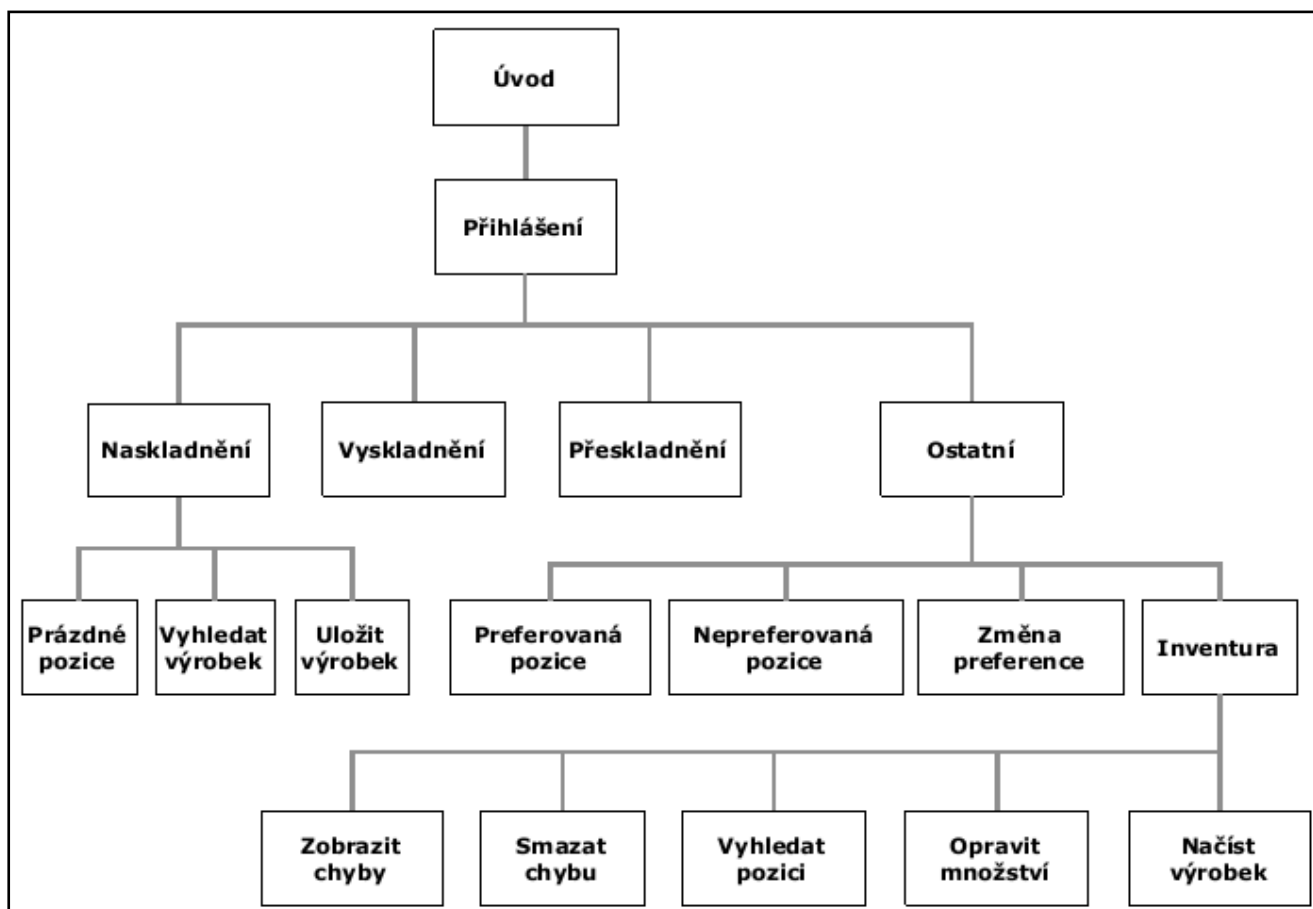 Úvod
Přihlášení
Naskladnění
Vyskladnění
Přeskladnění
Ostatní
Prázdné
pozice
Vyhledat
výrobek
Uložit
výrobek
Preferovaná
pozice
Nepreferovaná
pozice
Změna
preference
Inventura
Zobrazit
chyby
Smazat
chybu
Vyhledat
pozici
Opravit
množství
Načíst
výrobek